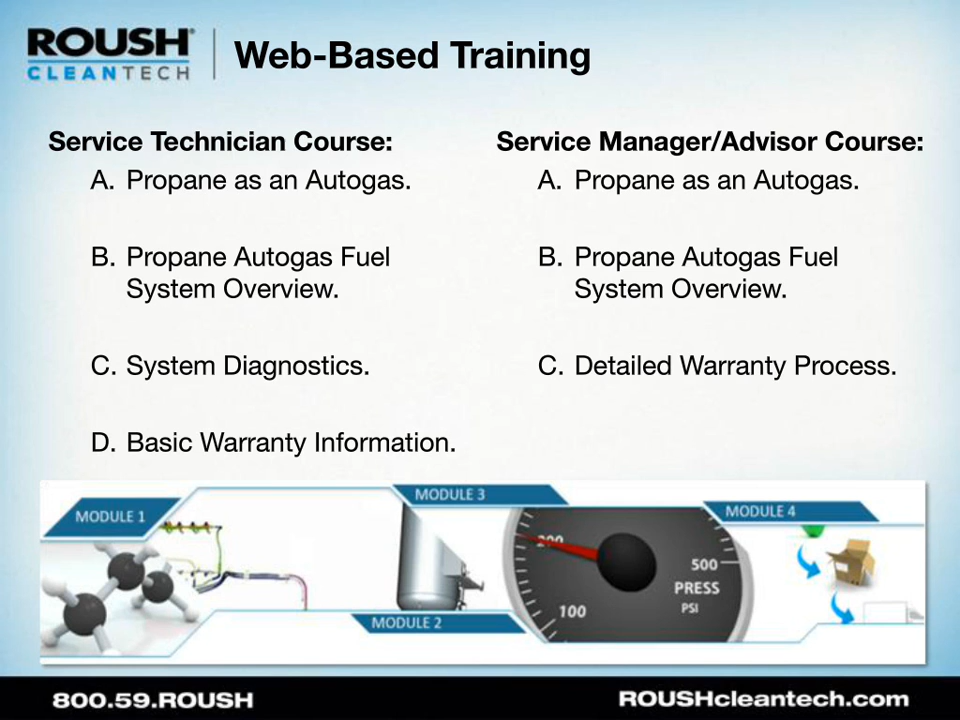 ROUSH®
CLEANTECH
Web-Based Training
Service Technician Course:
A. Propane as an Autogas.
B. Propane Autogas Fuel
System Overview.
C. System Diagnostics.
D. Basic Warranty Information.
Service Manager/Advisor Course:
A. Propane as an Autogas.
B. Propane Autogas Fuel
System Overview.
C. Detailed Warranty Process.
MODULE 1
MODULE 2
MODULE 3
200
500
PRESS
PSI
100
MODULE 4
800.59.ROUSH
ROUSHcleantech.com